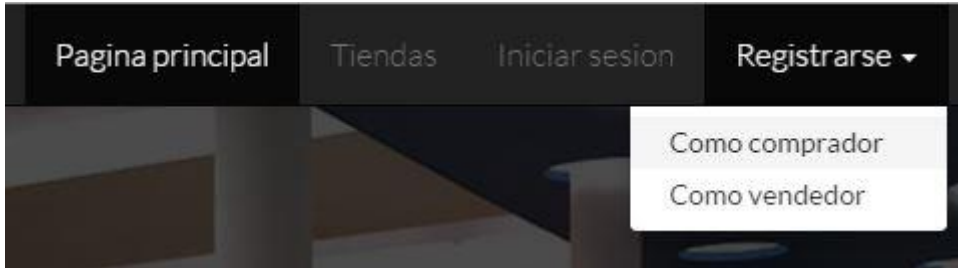 Pagina principal Tiendas Iniciar sesion Registrarse
Como comprador
Como vendedor